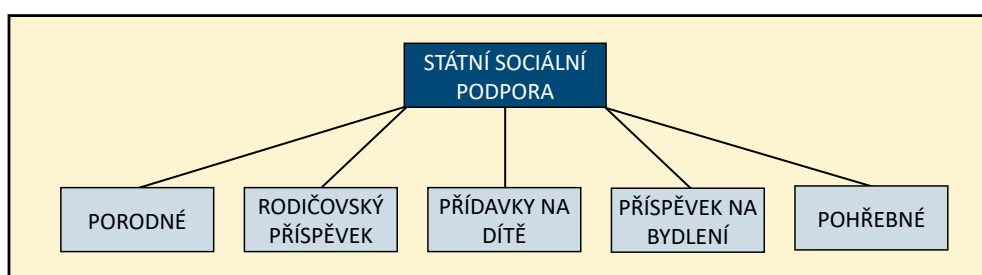 STÁTNÍ SOCIÁLNÍ
PODPORA
PORODNÉ
RODIČOVSKÝ
PŘÍSPĚVEK
PŘÍDAVKY NA
DÍTĚ
PŘÍSPĚVEK NA
BYDLENÍ
POHŘEBNÉ